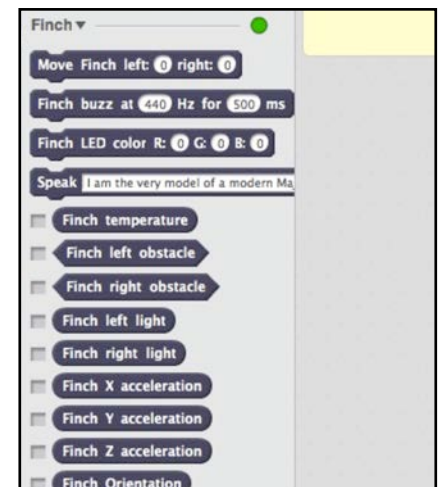 Finch▼
Move Finch left: 0 right: 0
Finch buzz at 440 Hz for 500 ms
Finch LED color R: 0 G: 0 B: 0
Speak I am the very model of a modern Ma
Finch temperature
Finch left obstacle
Finch right obstacle
Finch left light
Finch right light
Finch X acceleration
Finch Y acceleration
Finch Z acceleration
Finch Orientation